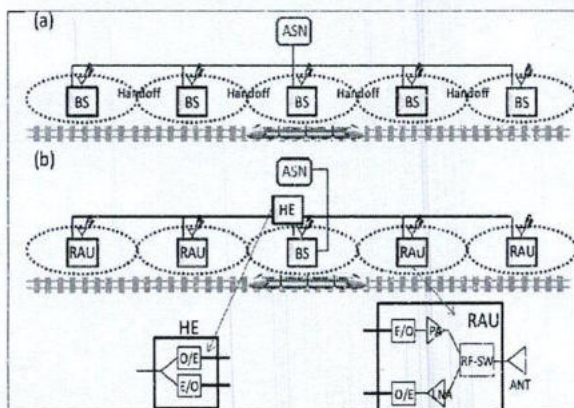 (a)
ASN
Handoff Handoff Handoff Handoff
BS BS BS BS BS
(b)
ASN
HE
RAU RAU BS RAU RAU
HE
O/E
E/O
RAU
E/O PA
RF-SW
O/E LNA
ANT